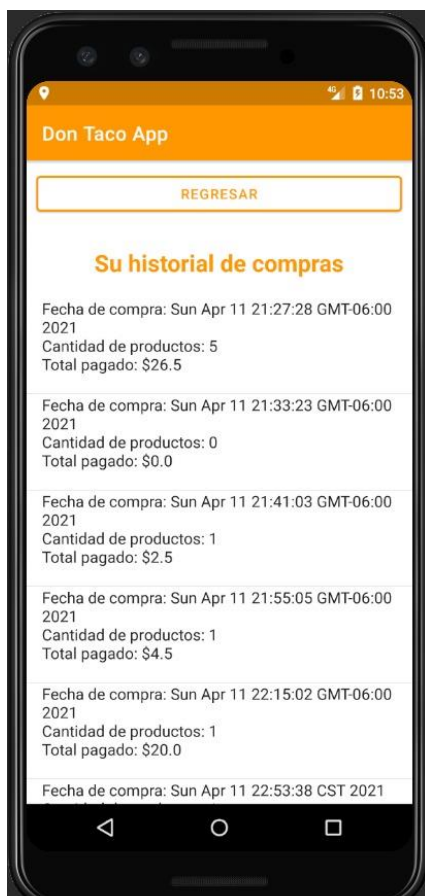 4G 10:53
Don Taco App
REGRESAR
Su historial de compras
Fecha de compra: Sun Apr 11 21:27:28 GMT-06:00
2021
Cantidad de productos: 5
Total pagado: $26.5
Fecha de compra: Sun Apr 11 21:33:23 GMT-06:00
2021
Cantidad de productos: 0
Total pagado: $0.0
Fecha de compra: Sun Apr 11 21:41:03 GMT-06:00
2021
Cantidad de productos: 1
Total pagado: $2.5
Fecha de compra: Sun Apr 11 21:55:05 GMT-06:00
2021
Cantidad de productos: 1
Total pagado: $4.5
Fecha de compra: Sun Apr 11 22:15:02 GMT-06:00
2021
Cantidad de productos: 1
Total pagado: $20.0
Fecha de compra: Sun Apr 11 22:53:38 CST 2021